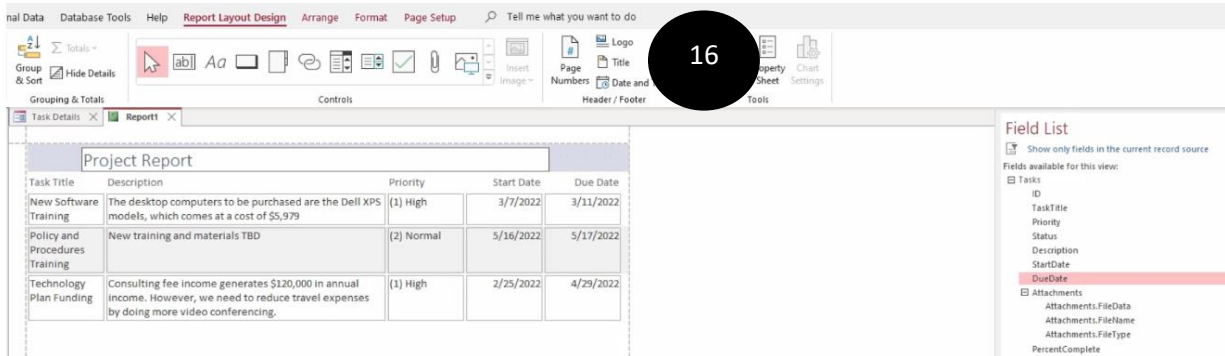 nal Data Database Tools Help Report Layout Design Arrange Format Page Setup Tell me what you want to do
Group & Sort
Totals
Hide Details
Grouping & Totals
ab
Aa
Insert Image
Controls
Page Numbers
Logo
Title
Date and
Header / Footer
16
operty Sheet
Chart Settings
Tools
Task Details Report1
Project Report
Task Title Description Priority Start Date Due Date
New Software The desktop computers to be purchased are the Dell XPS (1) High 3/7/2022 3/11/2022
Training models, which comes at a cost of $5,979
Policy and New training and materials TBD (2) Normal 5/16/2022 5/17/2022
Procedures
Training
Technology Consulting fee income generates $120,000 in annual (1) High 2/25/2022 4/29/2022
Plan Funding income. However, we need to reduce travel expenses
by doing more video conferencing.
Field List
Show only fields in the current record source
Fields available for this view:
Tasks
ID
TaskTitle
Priority
Status
Description
StartDate
DueDate
Attachments
Attachments.FileData
Attachments.FileName
Attachments.FileType
PercentComplete